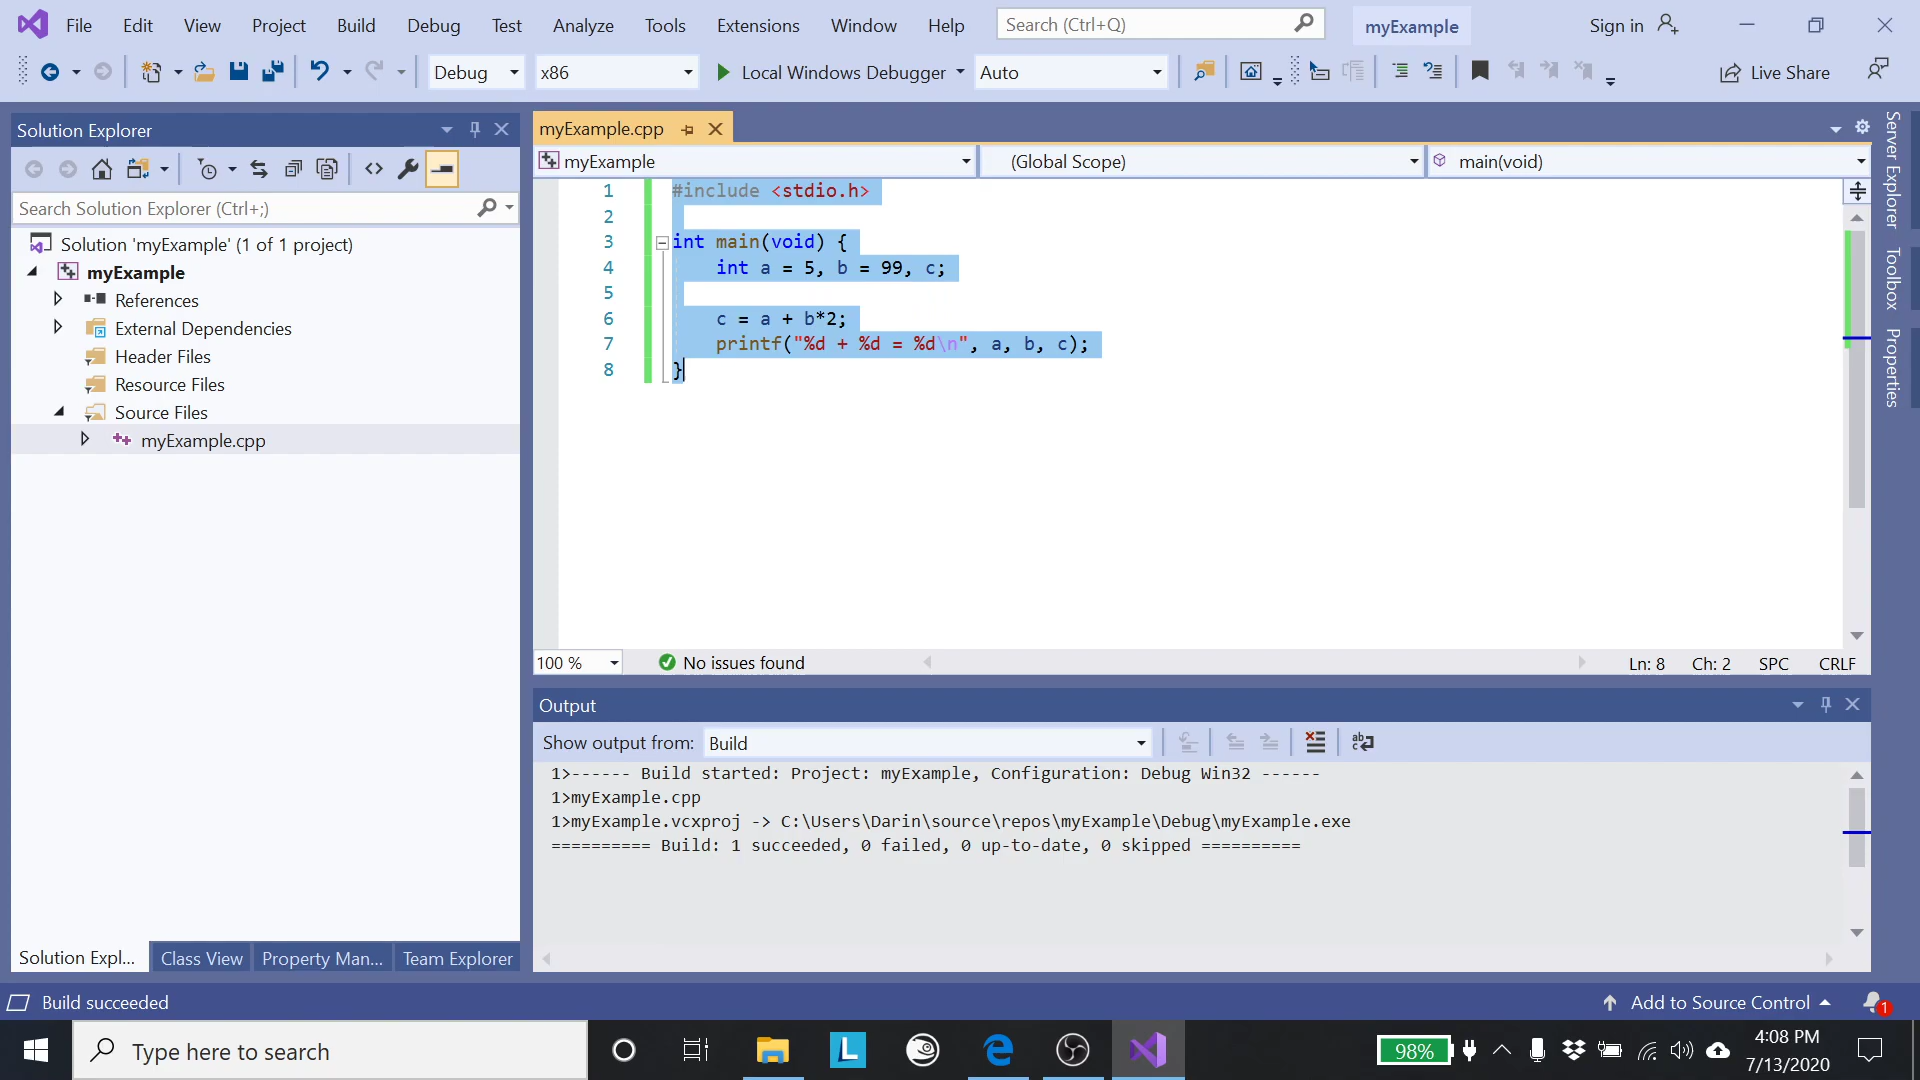 File Edit View Project Build Debug Test Analyze Tools Extensions Window Help Search (Ctrl+Q) myExample Sign in
Debug x86 Local Windows Debugger Auto Live Share
Solution Explorer
Search Solution Explorer (Ctrl+;)
Solution 'myExample' (1 of 1 project)
myExample
References
External Dependencies
Header Files
Resource Files
Source Files
myExample.cpp
Solution Expl...
Class View
Property Man...
Team Explorer
myExample.cpp
myExample (Global Scope) main(void)
1 #include <stdio.h>
2
3 int main(void) {
4 int a = 5, b = 99, c;
5
6 c = a + b*2;
7 printf("%d + %d = %d\n", a, b, c);
8 }
100 % No issues found Ln: 8 Ch: 2 SPC CRLF
Output
Show output from: Build
1>------ Build started: Project: myExample, Configuration: Debug Win32 ------
1>myExample.cpp
1>myExample.vcxproj -> C:\Users\Darin\source\repos\myExample\Debug\myExample.exe
========== Build: 1 succeeded, 0 failed, 0 up-to-date, 0 skipped ==========
Server Explorer
Toolbox
Properties
Build succeeded
Add to Source Control
1
Type here to search
L
98%
4:08 PM
7/13/2020